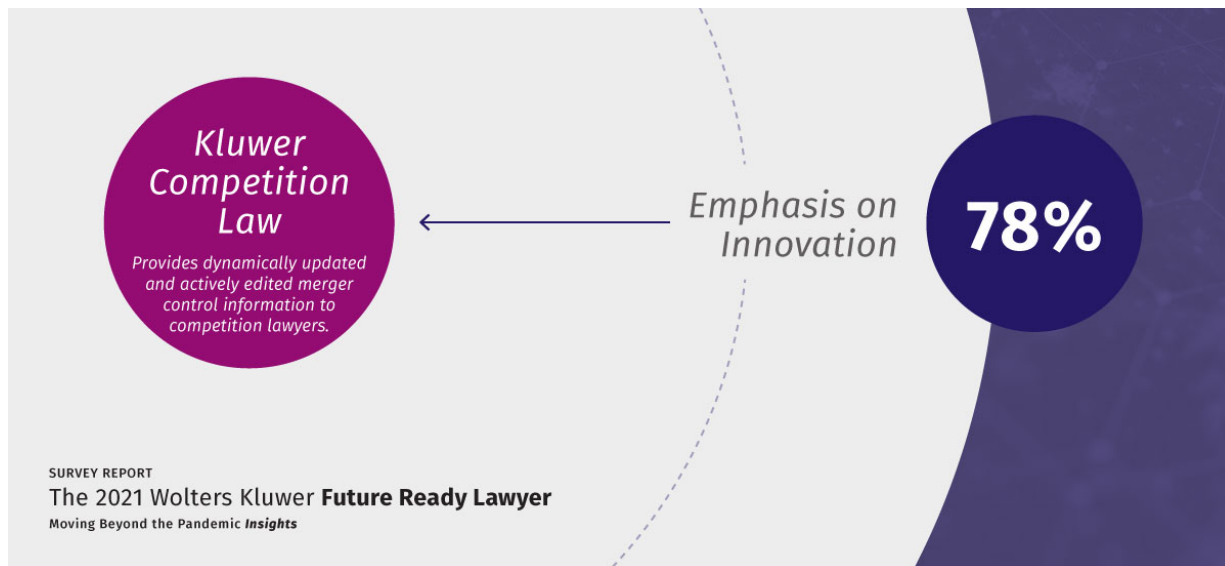 Kluwer
Competition
Law
Provides dynamically updated
and actively edited merger
control information to
competition lawyers.
Emphasis on
Innovation
78%
SURVEY REPORT
The 2021 Wolters Kluwer Future Ready Lawyer
Moving Beyond the Pandemic Insights